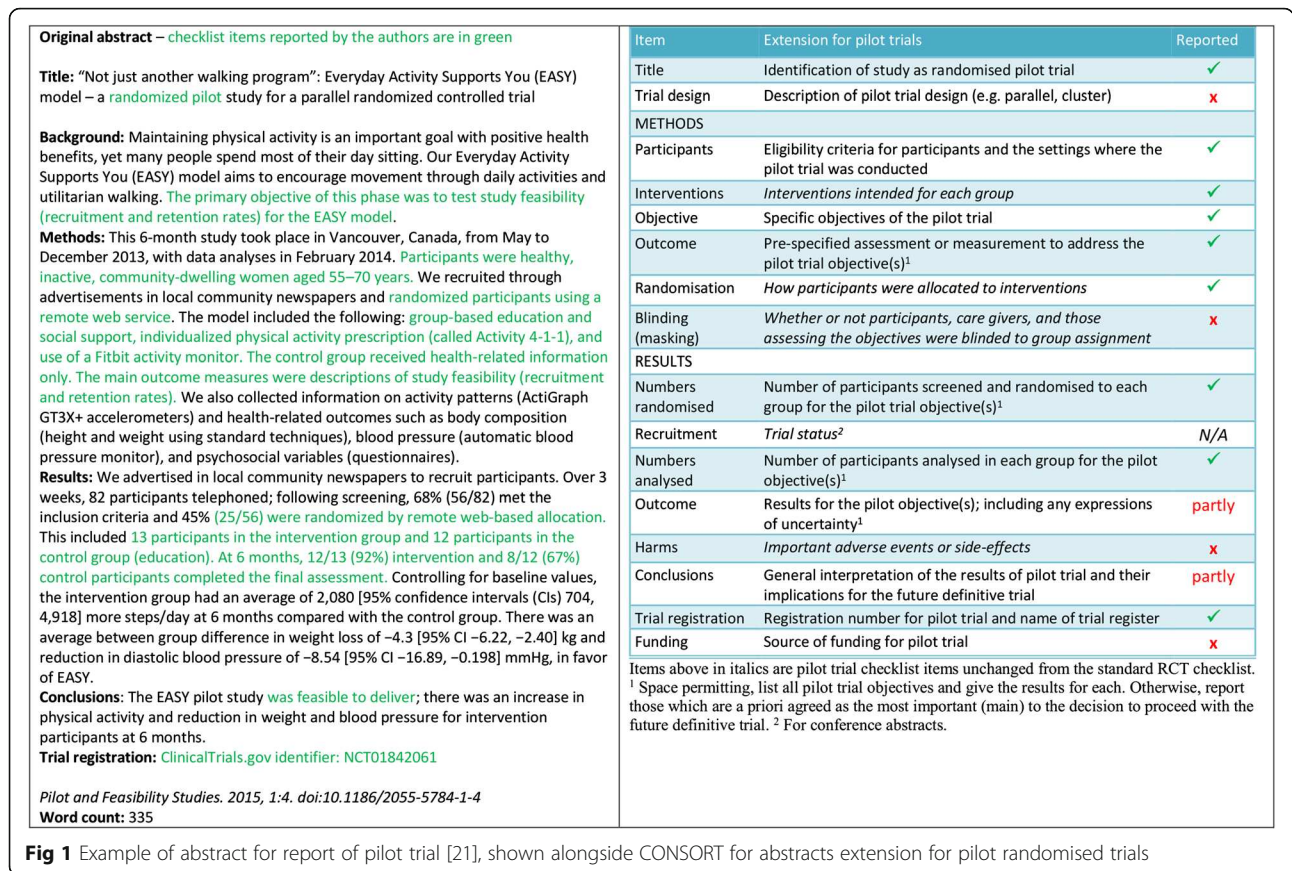 Original abstract – checklist items reported by the authors are in green
Title: “Not just another walking program”: Everyday Activity Supports You (EASY)
model – a randomized pilot study for a parallel randomized controlled trial
Background: Maintaining physical activity is an important goal with positive health
benefits, yet many people spend most of their day sitting. Our Everyday Activity
Supports You (EASY) model aims to encourage movement through daily activities and
utilitarian walking. The primary objective of this phase was to test study feasibility
(recruitment and retention rates) for the EASY model.
Methods: This 6-month study took place in Vancouver, Canada, from May to
December 2013, with data analyses in February 2014. Participants were healthy,
inactive, community-dwelling women aged 55–70 years. We recruited through
advertisements in local community newspapers and randomized participants using a
remote web service. The model included the following: group-based education and
social support, individualized physical activity prescription (called Activity 4-1-1), and
use of a Fitbit activity monitor. The control group received health-related information
only. The main outcome measures were descriptions of study feasibility (recruitment
and retention rates). We also collected information on activity patterns (ActiGraph
GT3X+ accelerometers) and health-related outcomes such as body composition
(height and weight using standard techniques), blood pressure (automatic blood
pressure monitor), and psychosocial variables (questionnaires).
Results: We advertised in local community newspapers to recruit participants. Over 3
weeks, 82 participants telephoned; following screening, 68% (56/82) met the
inclusion criteria and 45% (25/56) were randomized by remote web-based allocation.
This included 13 participants in the intervention group and 12 participants in the
control group (education). At 6 months, 12/13 (92%) intervention and 8/12 (67%)
control participants completed the final assessment. Controlling for baseline values,
the intervention group had an average of 2,080 [95% confidence intervals (CIs) 704,
4,918] more steps/day at 6 months compared with the control group. There was an
average between group difference in weight loss of −4.3 [95% CI −6.22, −2.40] kg and
reduction in diastolic blood pressure of −8.54 [95% CI −16.89, −0.198] mmHg, in favor
of EASY.
Conclusions: The EASY pilot study was feasible to deliver; there was an increase in
physical activity and reduction in weight and blood pressure for intervention
participants at 6 months.
Trial registration: ClinicalTrials.gov identifier: NCT01842061
Pilot and Feasibility Studies. 2015, 1:4. doi:10.1186/2055-5784-1-4
Word count: 335
Item Extension for pilot trials Reported
Title Identification of study as randomised pilot trial ✓
Trial design Description of pilot trial design (e.g. parallel, cluster) x
METHODS
Participants Eligibility criteria for participants and the settings where the ✓
pilot trial was conducted
Interventions Interventions intended for each group ✓
Objective Specific objectives of the pilot trial ✓
Outcome Pre-specified assessment or measurement to address the ✓
pilot trial objective(s)¹
Randomisation How participants were allocated to interventions ✓
Blinding Whether or not participants, care givers, and those x
(masking) assessing the objectives were blinded to group assignment
RESULTS
Numbers Number of participants screened and randomised to each ✓
randomised group for the pilot trial objective(s)¹
Recruitment Trial status² N/A
Numbers Number of participants analysed in each group for the pilot ✓
analysed objective(s)¹
Outcome Results for the pilot objective(s); including any expressions partly
of uncertainty¹
Harms Important adverse events or side-effects x
Conclusions General interpretation of the results of pilot trial and their partly
implications for the future definitive trial
Trial registration Registration number for pilot trial and name of trial register ✓
Funding Source of funding for pilot trial x
Items above in italics are pilot trial checklist items unchanged from the standard RCT checklist.
¹ Space permitting, list all pilot trial objectives and give the results for each. Otherwise, report
those which are a priori agreed as the most important (main) to the decision to proceed with the
future definitive trial. ² For conference abstracts.
Fig 1 Example of abstract for report of pilot trial [21], shown alongside CONSORT for abstracts extension for pilot randomised trials